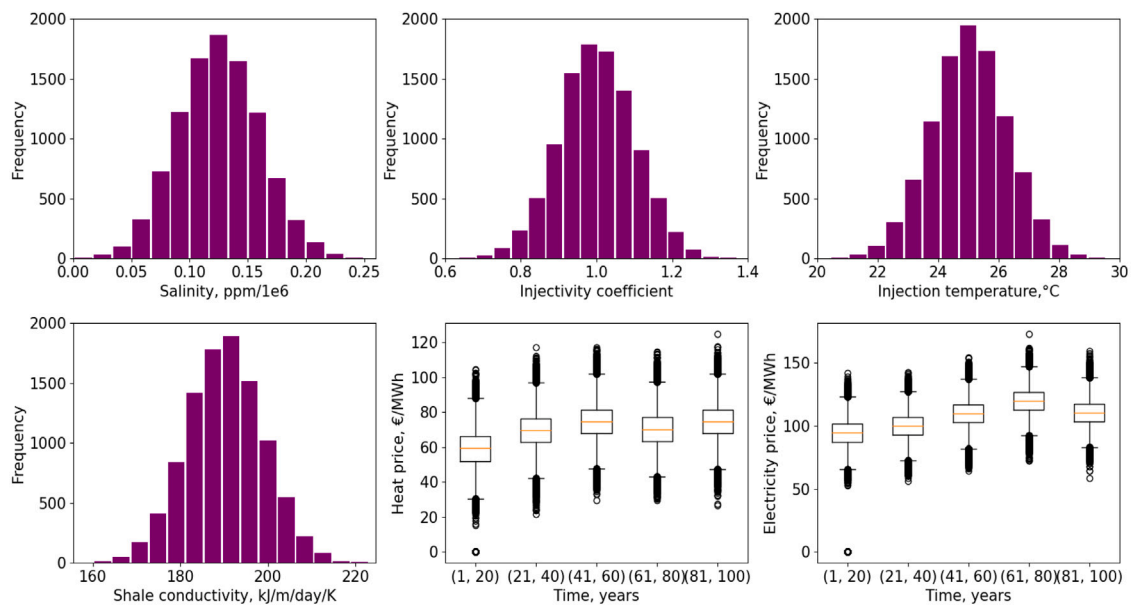 2000
1500
1000
500
0
Frequency
0.00 0.05 0.10 0.15 0.20 0.25
Salinity, ppm/1e6
2000
1500
1000
500
0
Frequency
0.6 0.8 1.0 1.2 1.4
Injectivity coefficient
2000
1500
1000
500
0
Frequency
20 22 24 26 28 30
Injection temperature,°C
2000
1500
1000
500
0
Frequency
160 180 200 220
Shale conductivity, kJ/m/day/K
120
100
80
60
40
20
0
Heat price, €/MWh
(1, 20) (21, 40) (41, 60) (61, 80) (81, 100)
Time, years
150
100
50
0
Electricity price, €/MWh
(1, 20) (21, 40) (41, 60) (61, 80) (81, 100)
Time, years